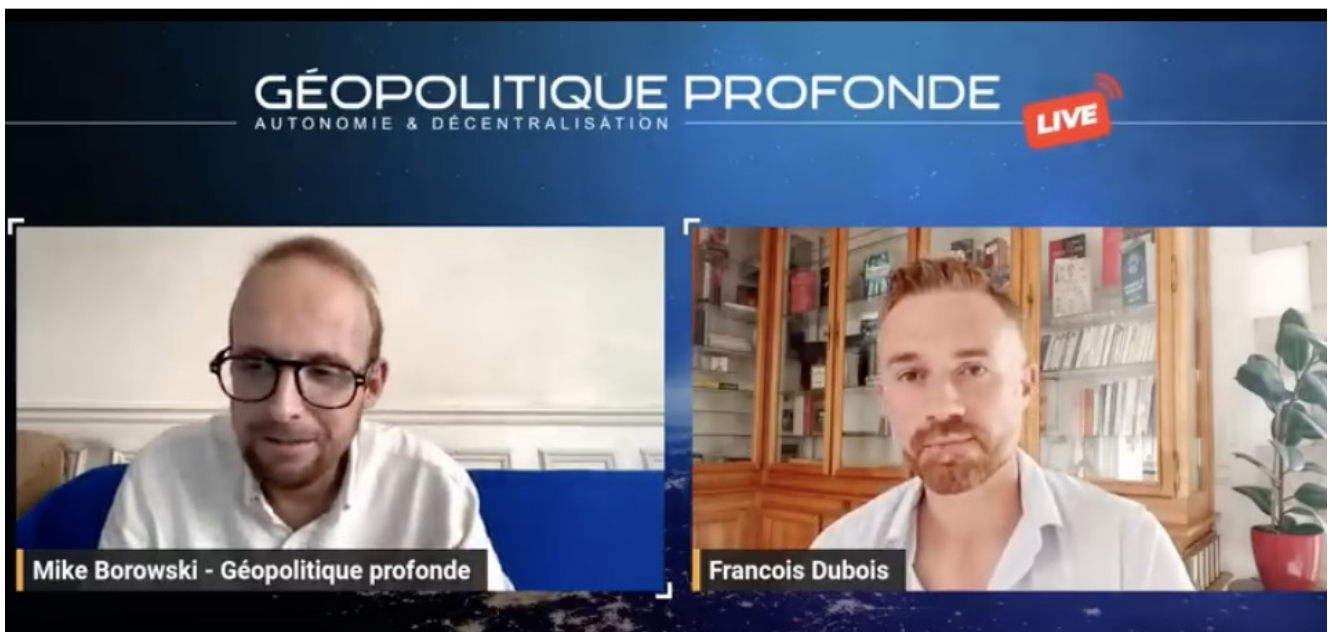 GÉOPOLITIQUE PROFONDE
AUTONOMIE & DÉCENTRALISATION
LIVE
Mike Borowski - Géopolitique profonde
Francois Dubois